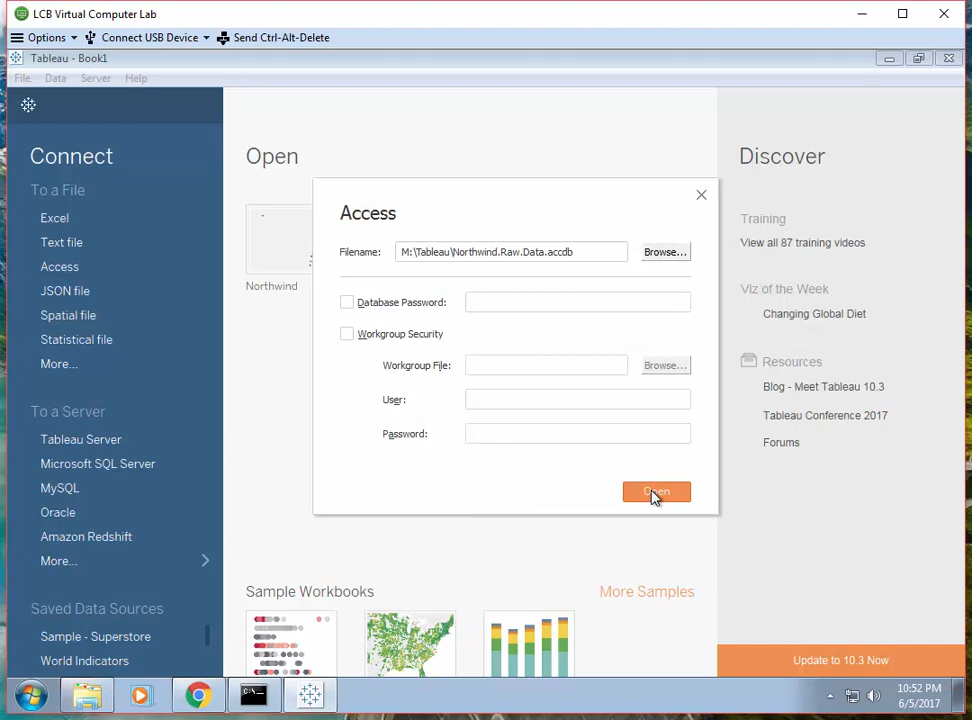 LCB Virtual Computer Lab
Options Connect USB Device Send Ctrl-Alt-Delete
Tableau - Book1
File Data Server Help
Connect
To a File
Excel
Text file
Access
JSON file
Spatial file
Statistical file
More...
To a Server
Tableau Server
Microsoft SQL Server
MySQL
Oracle
Amazon Redshift
More...
Saved Data Sources
Sample - Superstore
World Indicators
Open
Northwind
Access
Filename: M:\Tableau\Northwind.Raw.Data.accdb Browse...
Database Password:
Workgroup Security
Workgroup File: Browse...
User:
Password:
Open
Sample Workbooks More Samples
Discover
Training
View all 87 training videos
Viz of the Week
Changing Global Diet
Resources
Blog - Meet Tableau 10.3
Tableau Conference 2017
Forums
Update to 10.3 Now
C:\
10:52 PM
6/5/2017